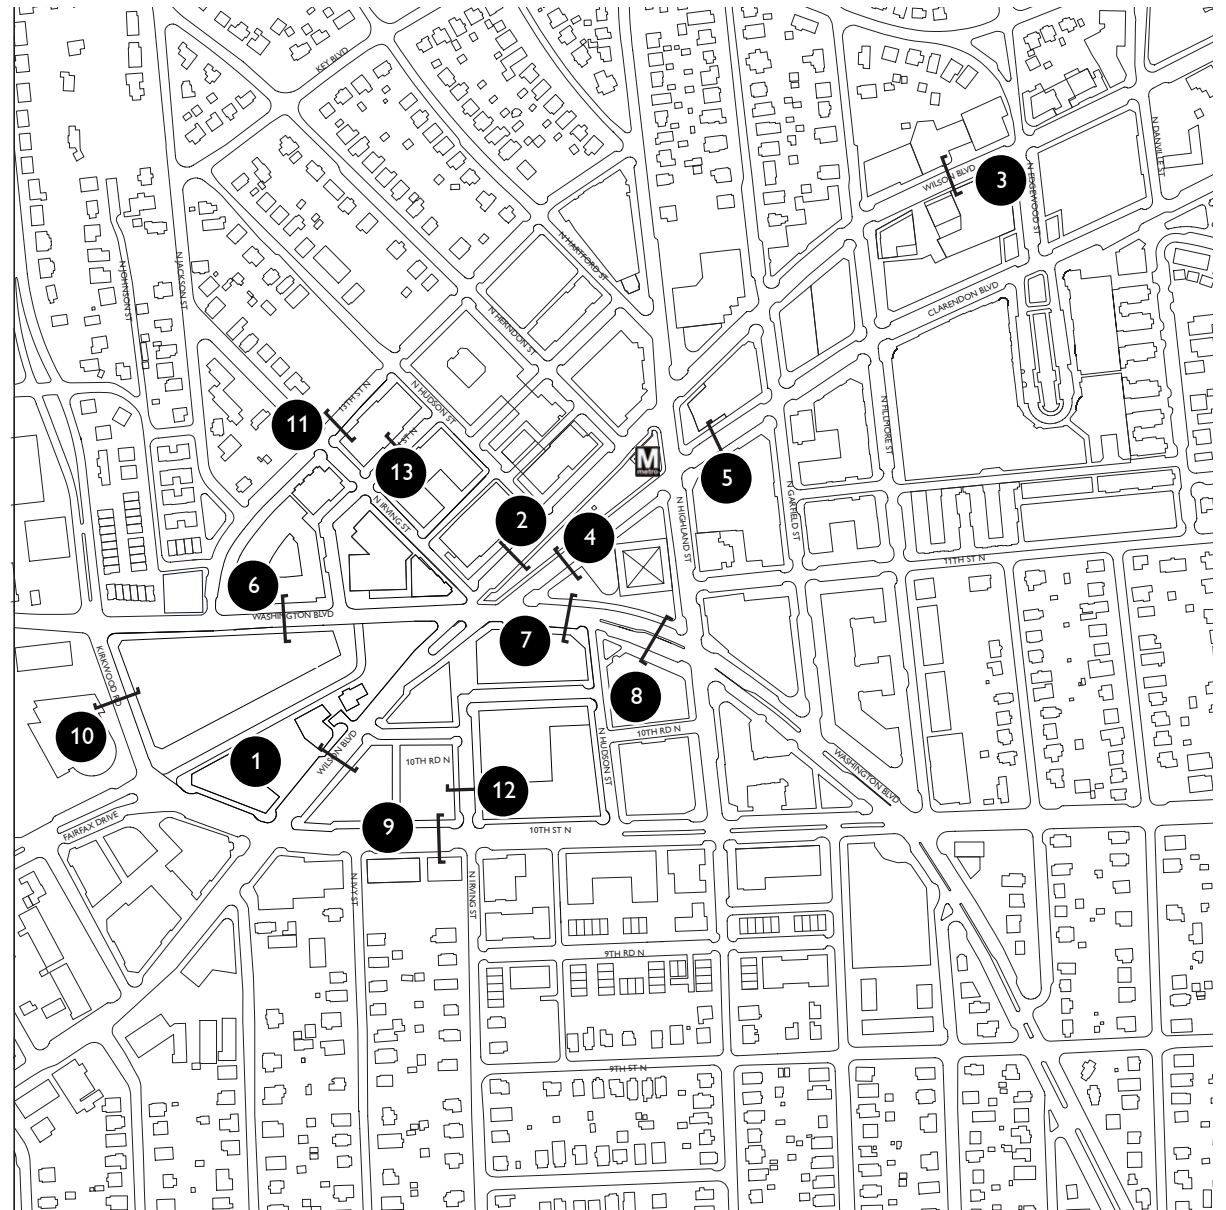 KEY BLVD
N DANVILLE ST
3
WILSON BLVD
N EDGEWOOD ST
N HARTFORD ST
N JOHNSON ST
N JACKSON ST
CLARENDON BLVD
N HERNDON ST
13TH ST N
N HUDSON ST
11
ST N
13
M
metro
5
N FILLMORE ST
N IRVING ST
2
4
N HIGHLAND ST
N GARFIELD ST
11TH ST N
6
WASHINGTON BLVD
7
8
KIRKWOOD RD
10
1
WILSON BLVD
10TH RD N
N HUDSON ST
10TH RD N
WASHINGTON BLVD
12
FAIRFAX DRIVE
9
10TH ST N
N IVY ST
N IRVING ST
9TH RD N
9TH ST N